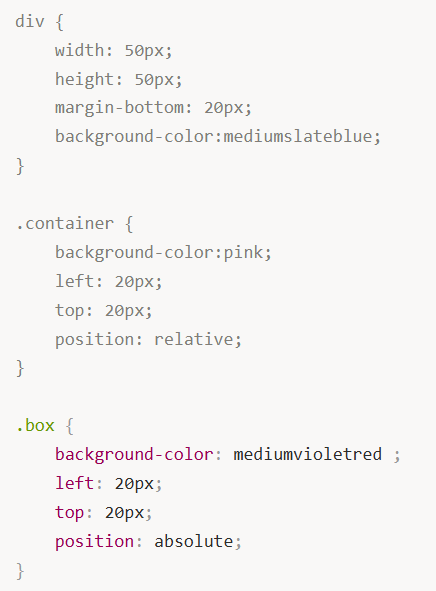 div {
    width: 50px;
    height: 50px;
    margin-bottom: 20px;
    background-color:mediumslateblue;
}

.container {
    background-color:pink;
    left: 20px;
    top: 20px;
    position: relative;
}

.box {
    background-color: mediumvioletred ;
    left: 20px;
    top: 20px;
    position: absolute;
}